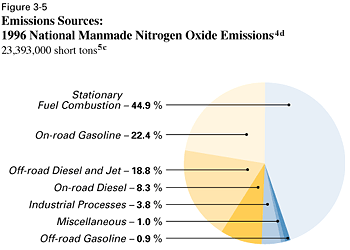 Figure 3-5
Emissions Sources:
1996 National Manmade Nitrogen Oxide Emissions4d
23,393,000 short tons5c
Stationary
Fuel Combustion – 44.9 %
On-road Gasoline – 22.4 %
Off-road Diesel and Jet – 18.8 %
On-road Diesel – 8.3 %
Industrial Processes – 3.8 %
Miscellaneous – 1.0 %
Off-road Gasoline – 0.9 %